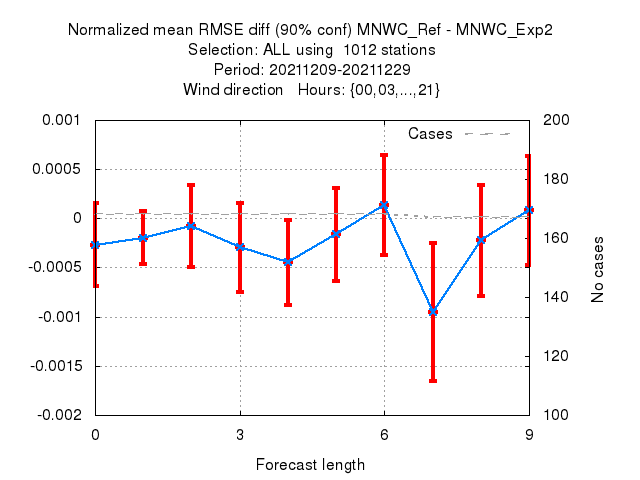 Normalized mean RMSE diff (90% conf) MNWC_Ref - MNWC_Exp2
Selection: ALL using  1012 stations
Period: 20211209-20211229
Wind direction   Hours: {00,03,...,21}
Cases
0.001
0.0005
0
-0.0005
-0.001
-0.0015
-0.002
200
180
160
140
120
100
No cases
0 3 6 9
Forecast length